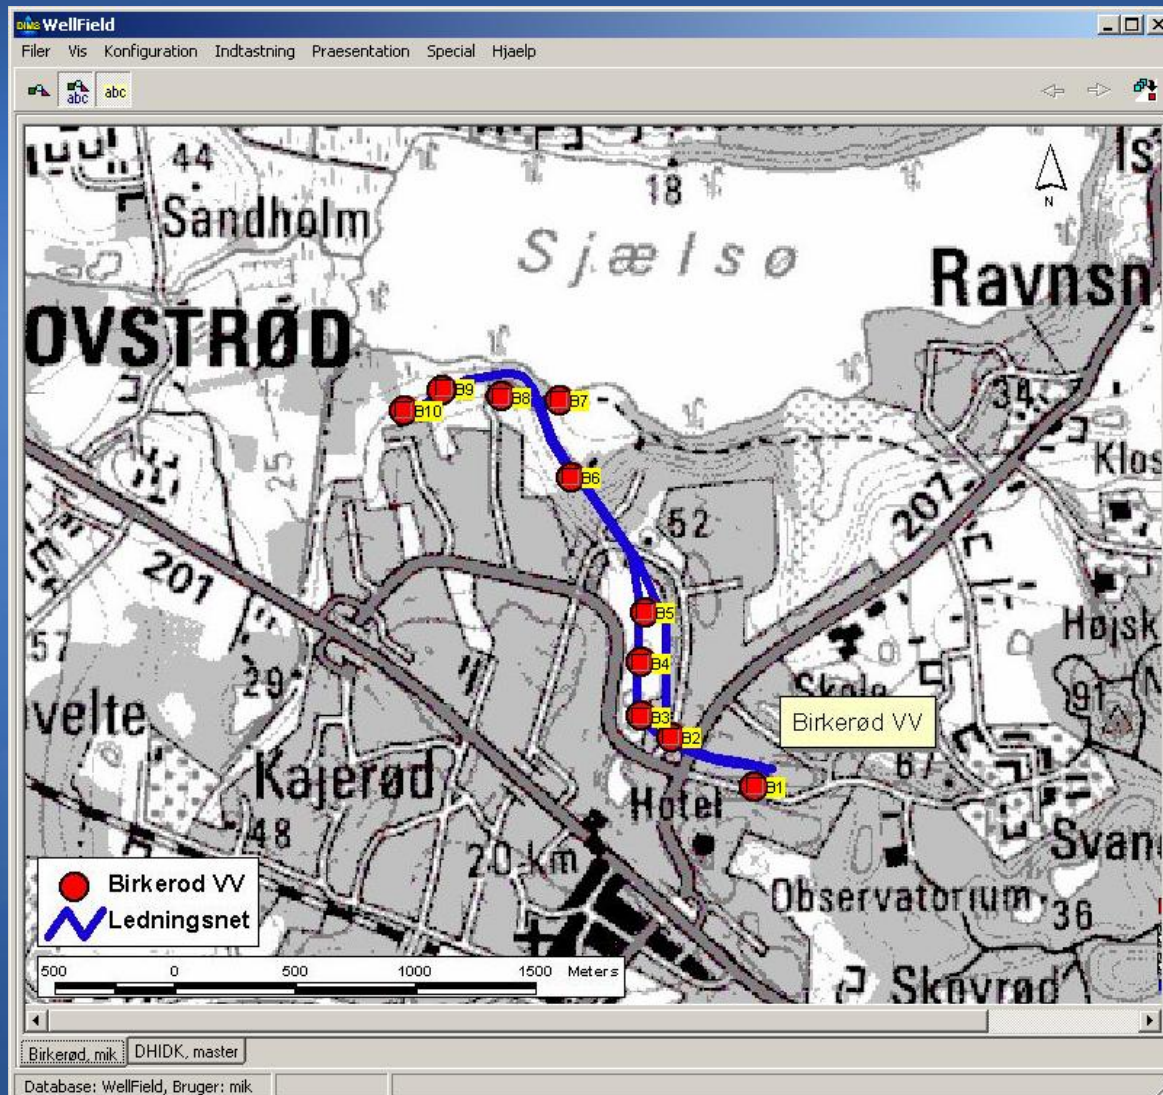 DIMS WellField
Filer Vis Konfiguration Indtastning Praesentation Special Hjaelp
abc abc
44
Sandholm
18
Sjælsø
N
Is
Ravnsn
OVSTRØD
B9
B8
B7
B10
34
Klos
25
B6
207
52
201
B5
57
29
B4
Højsk
velte
B3
Skole
91
Birkerød VV
B2
Kajerød
67
B1
Hotel
48
20 km
Svan
Birkerod VV
Observatorium
36
Ledningsnet
500 0 500 1000 1500 Meters
Skovrød
Birkerød, mik DHIDK, master
Database: WellField, Bruger: mik